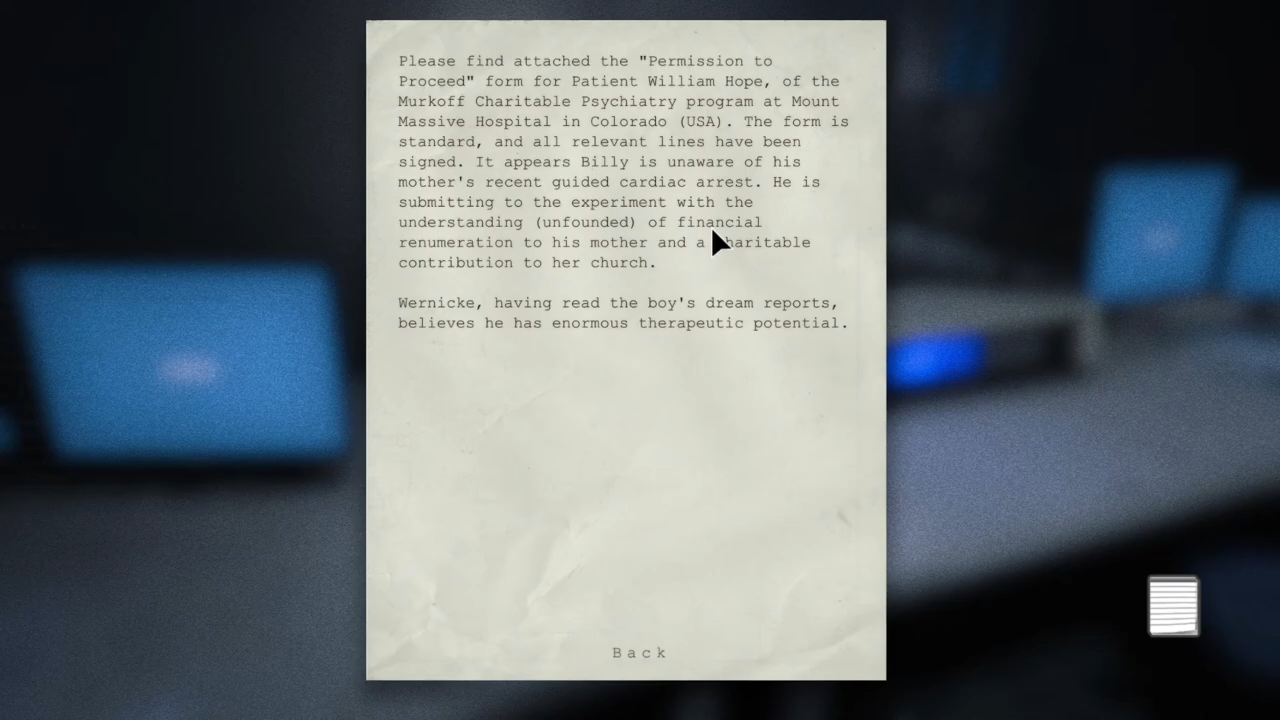 Please find attached the "Permission to
Proceed" form for Patient William Hope, of the
Murkoff Charitable Psychiatry program at Mount
Massive Hospital in Colorado (USA). The form is
standard, and all relevant lines have been
signed. It appears Billy is unaware of his
mother's recent guided cardiac arrest. He is
submitting to the experiment with the
understanding (unfounded) of financial
renumeration to his mother and a charitable
contribution to her church.
Wernicke, having read the boy's dream reports,
believes he has enormous therapeutic potential.
Back